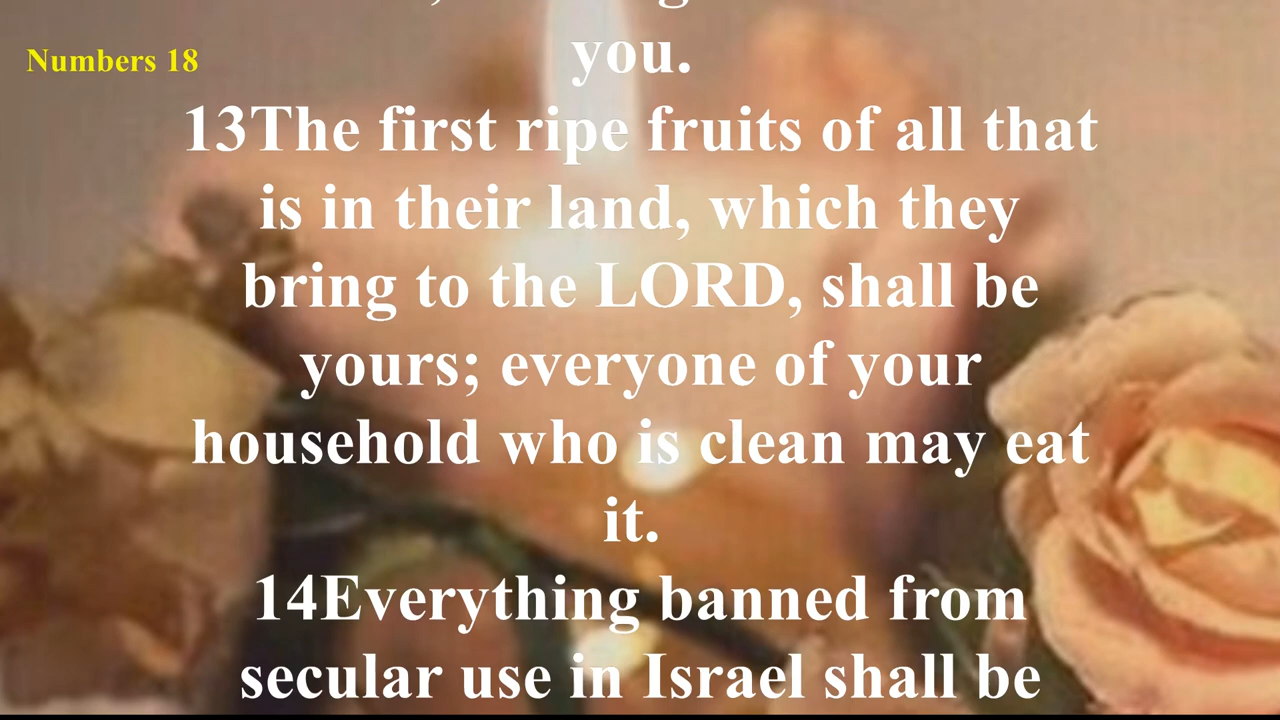 Numbers 18
you.
13The first ripe fruits of all that
is in their land, which they
bring to the LORD, shall be
yours; everyone of your
household who is clean may eat
it.
14Everything banned from
secular use in Israel shall be